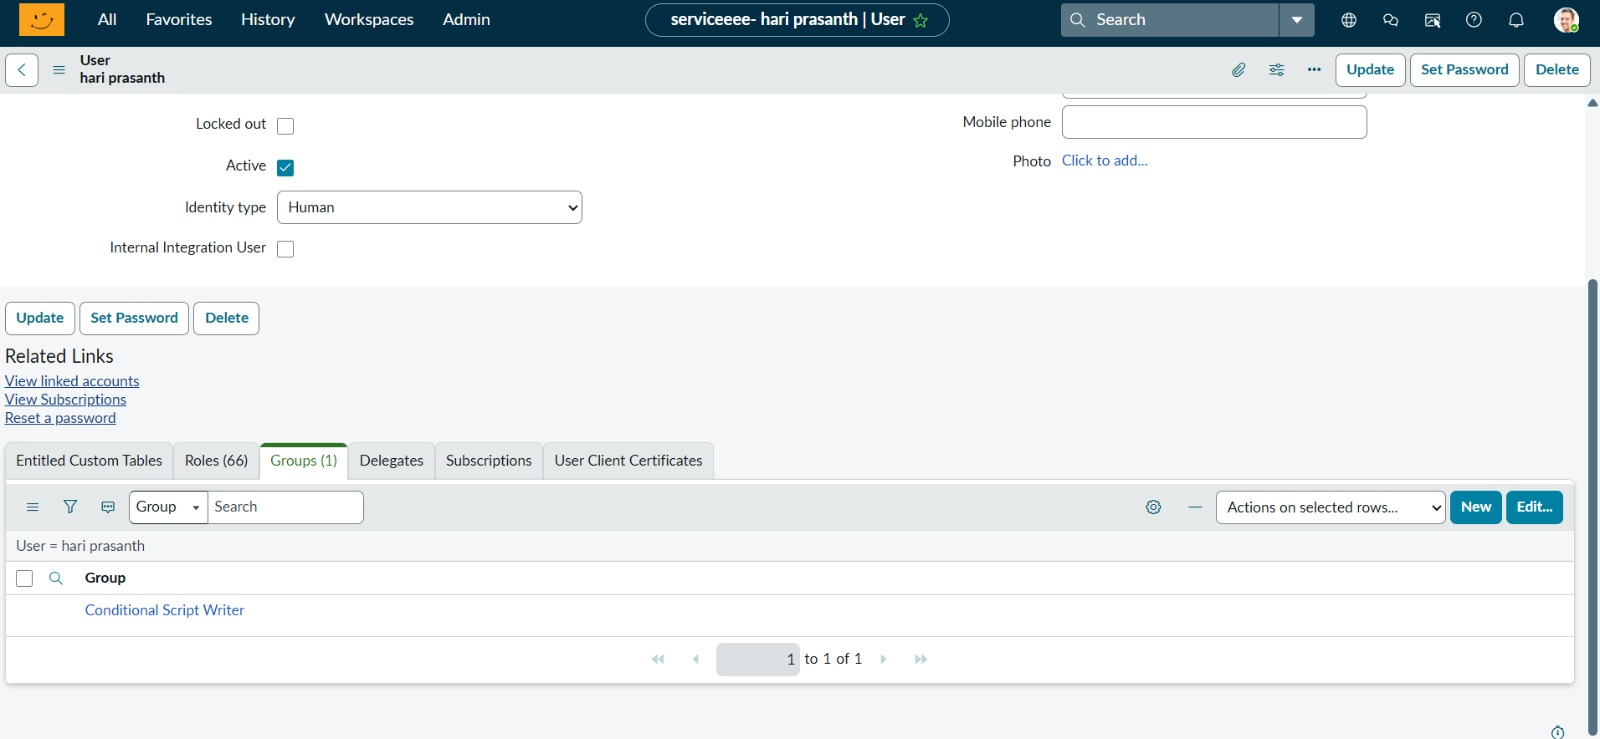 All Favorites History Workspaces Admin serviceeee- hari prasanth | User Search
User
hari prasanth
Update Set Password Delete
Locked out
Mobile phone
Active
Photo Click to add...
Identity type Human
Internal Integration User
Update Set Password Delete
Related Links
View linked accounts
View Subscriptions
Reset a password
Entitled Custom Tables Roles (66) Groups (1) Delegates Subscriptions User Client Certificates
Group Search Actions on selected rows... New Edit...
User = hari prasanth
Group
Conditional Script Writer
1 to 1 of 1